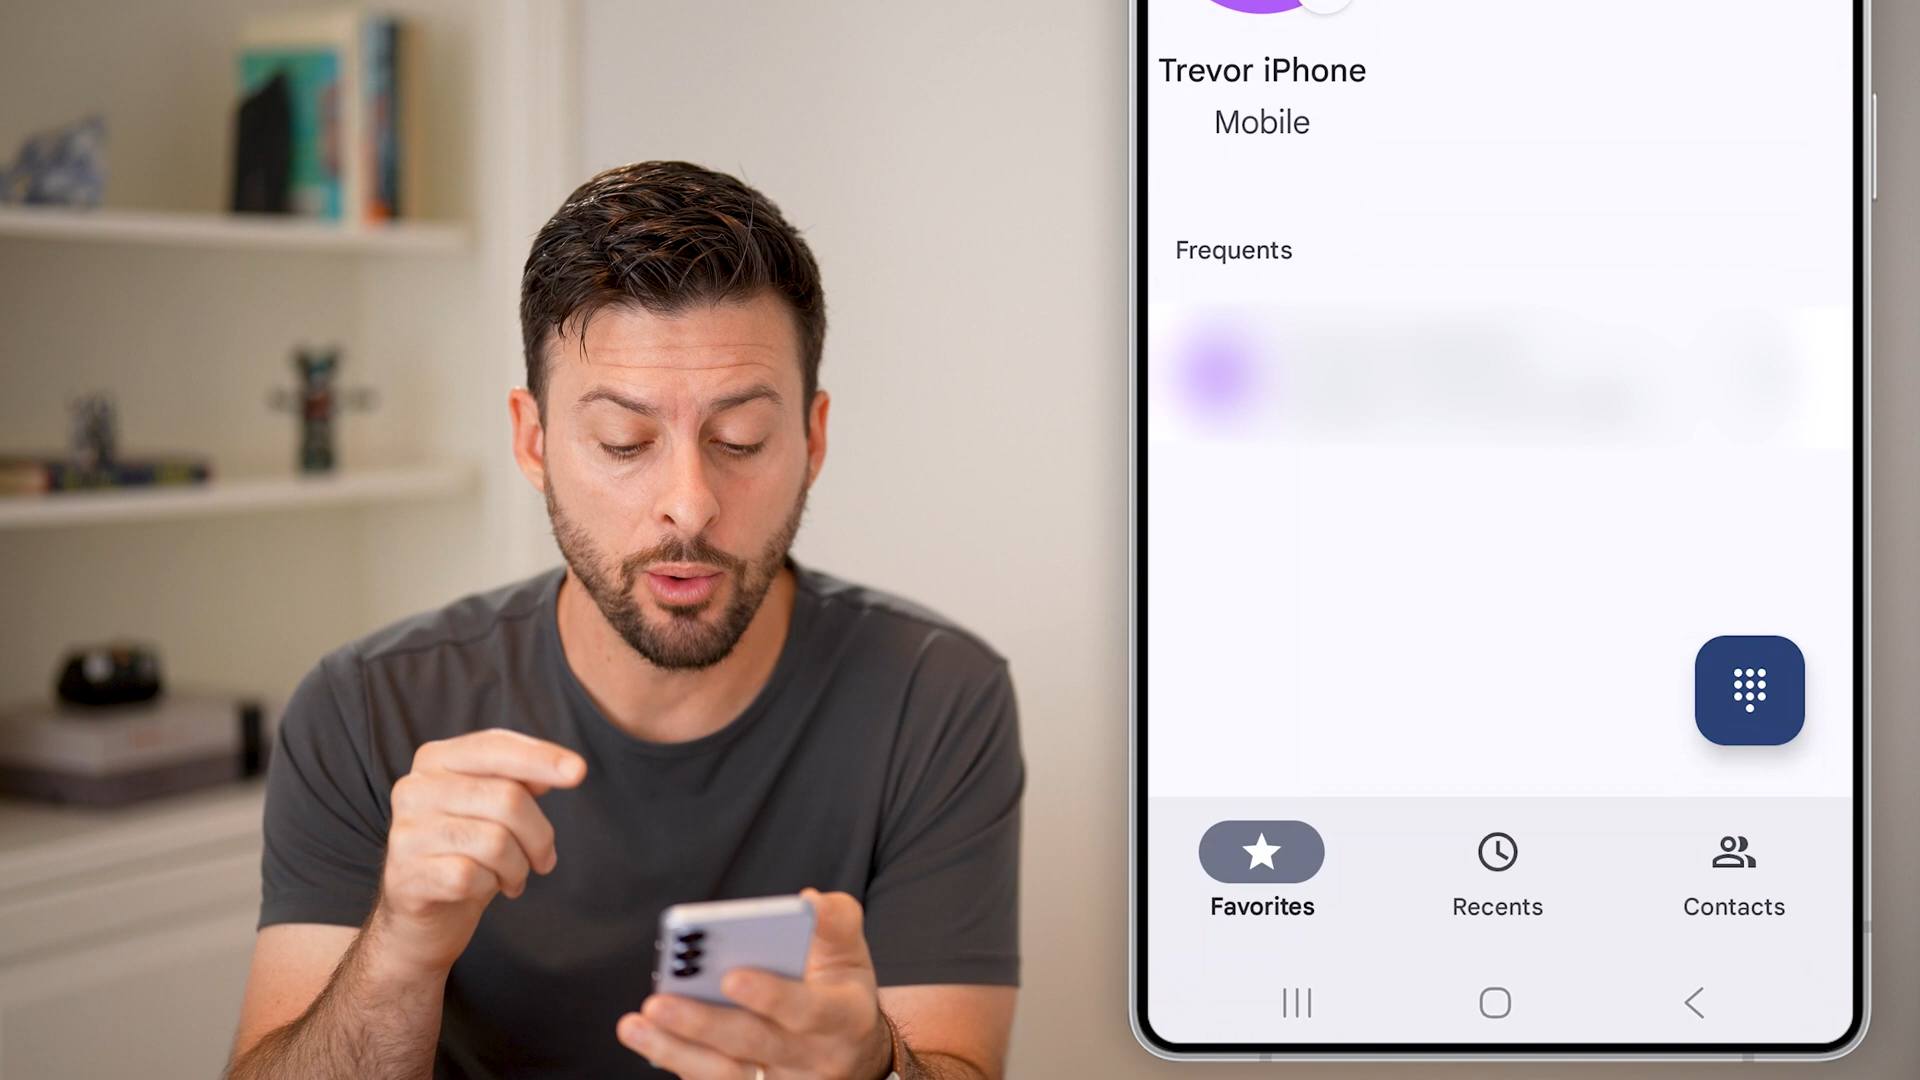 Trevor iPhone
Mobile
Frequents
Favorites
Recents
Contacts